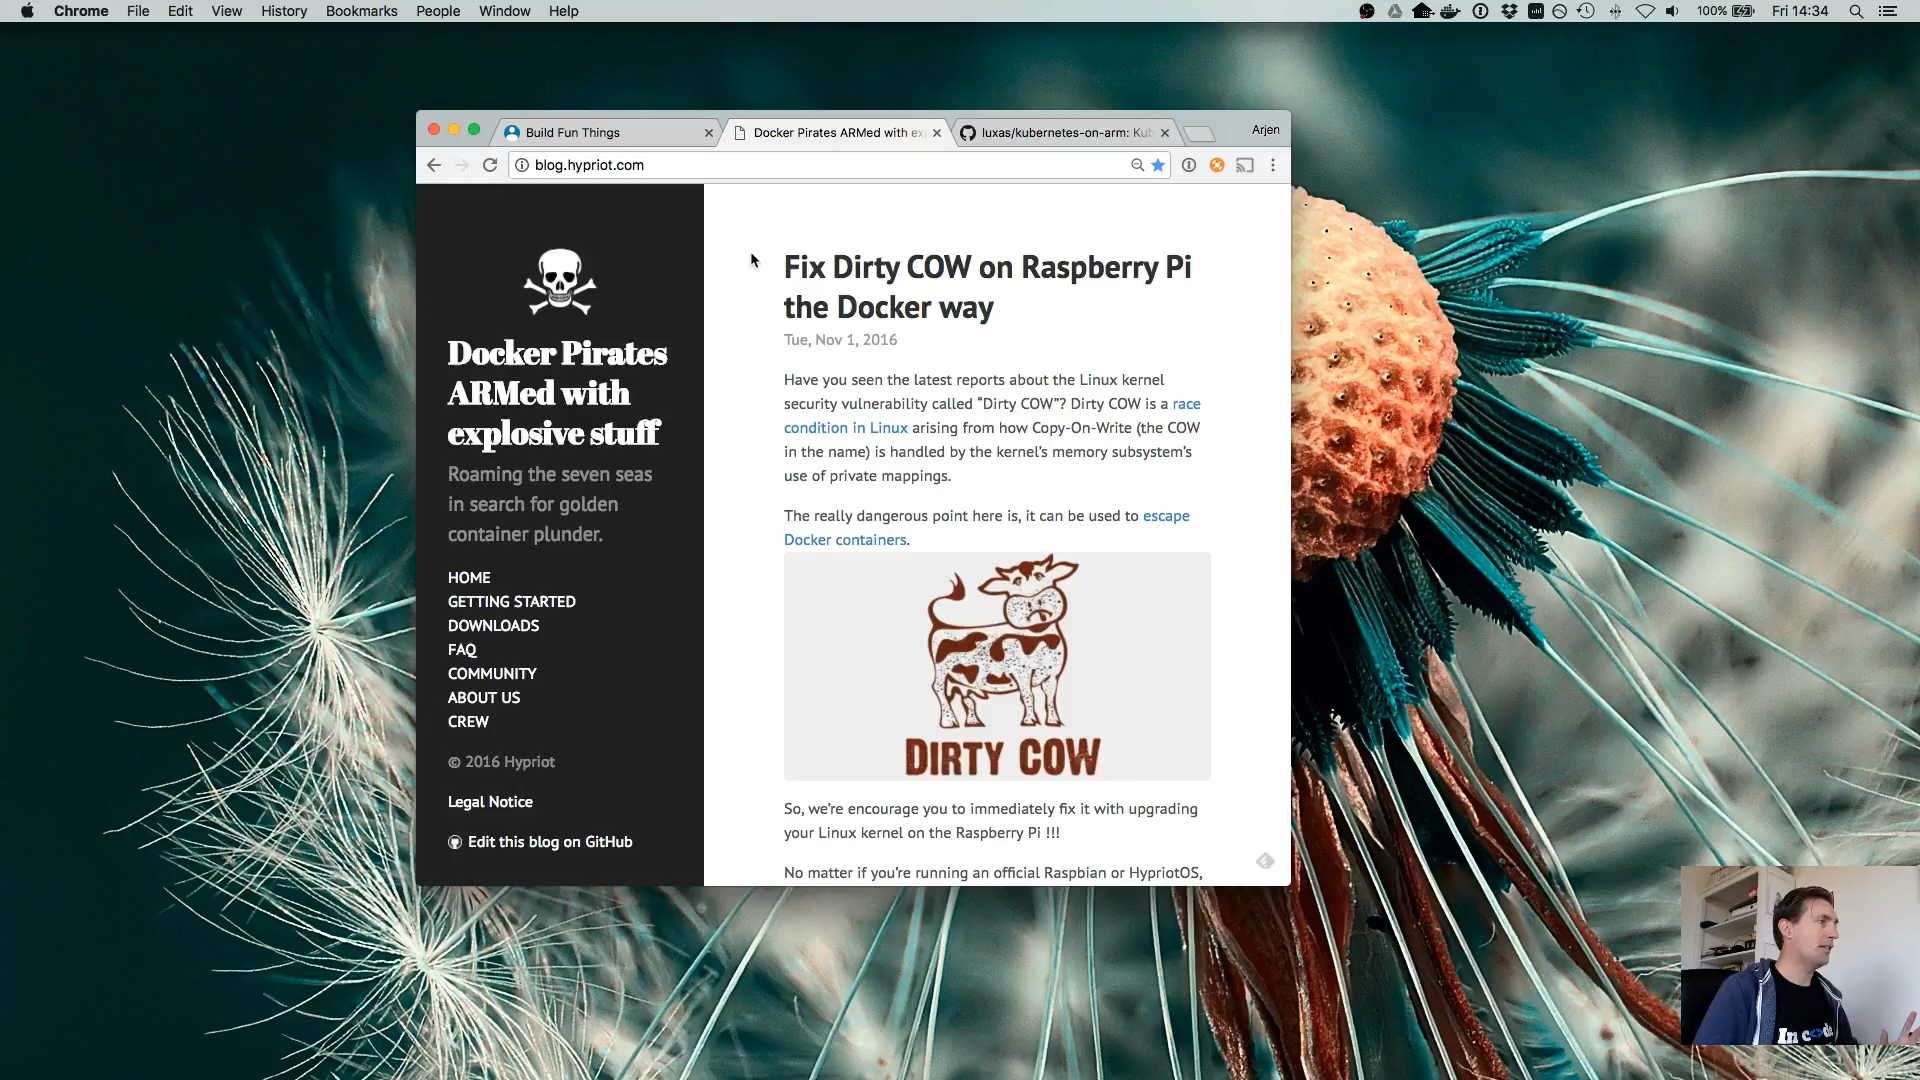 Chrome File Edit View History Bookmarks People Window Help
100% Fri 14:34
Build Fun Things
Docker Pirates ARMed with ex
luxas/kubernetes-on-arm: Kub
Arjen
blog.hypriot.com
Docker Pirates
ARMed with
explosive stuff
Roaming the seven seas
in search for golden
container plunder.
HOME
GETTING STARTED
DOWNLOADS
FAQ
COMMUNITY
ABOUT US
CREW
© 2016 Hypriot
Legal Notice
Edit this blog on GitHub
Fix Dirty COW on Raspberry Pi
the Docker way
Tue, Nov 1, 2016
Have you seen the latest reports about the Linux kernel
security vulnerability called “Dirty COW”? Dirty COW is a race
condition in Linux arising from how Copy-On-Write (the COW
in the name) is handled by the kernel’s memory subsystem’s
use of private mappings.
The really dangerous point here is, it can be used to escape
Docker containers.
DIRTY COW
So, we’re encourage you to immediately fix it with upgrading
your Linux kernel on the Raspberry Pi !!!
No matter if you’re running an official Raspbian or HypriotOS,
In code